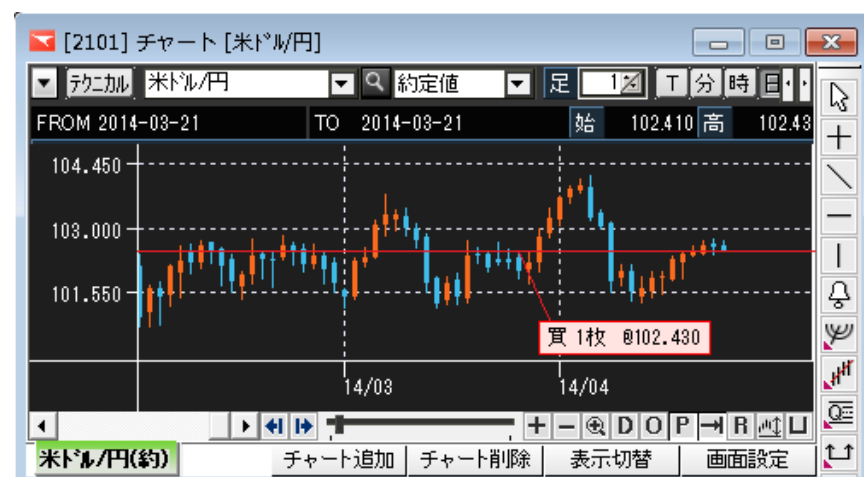 [2101] チャート [米ﾄﾞﾙ/円]
ﾃｸﾆｶﾙ 米ﾄﾞﾙ/円 約定値 足 1 T 分 時 日
FROM 2014-03-21 TO 2014-03-21 始 102.410 高 102.43
104.450
103.000
101.550
買 1枚 @102.430
14/03 14/04
D O P R
米ﾄﾞﾙ/円(約) チャート追加 チャート削除 表示切替 画面設定